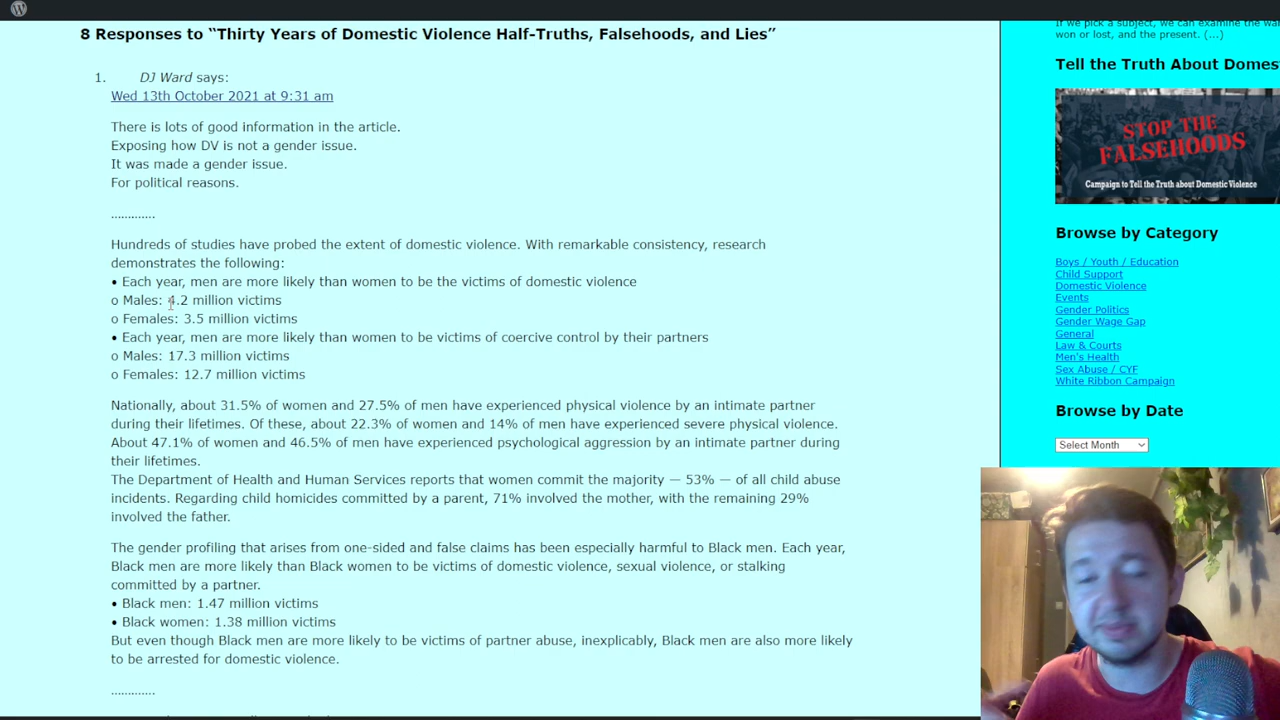 If we pick a subject, we can examine the
won or lost, and the present. (...)
8 Responses to “Thirty Years of Domestic Violence Half-Truths, Falsehoods, and Lies”
Tell the Truth About
1. DJ Ward says:
Wed 13th October 2021 at 9:31 am
There is lots of good information in the article.
Exposing how DV is not a gender issue.
It was made a gender issue.
For political reasons.
………….
Hundreds of studies have probed the extent of domestic violence. With remarkable consistency, research
demonstrates the following:
• Each year, men are more likely than women to be the victims of domestic violence
o Males: 4.2 million victims
o Females: 3.5 million victims
• Each year, men are more likely than women to be victims of coercive control by their partners
o Males: 17.3 million victims
o Females: 12.7 million victims
Nationally, about 31.5% of women and 27.5% of men have experienced physical violence by an intimate partner
during their lifetimes. Of these, about 22.3% of women and 14% of men have experienced severe physical violence.
About 47.1% of women and 46.5% of men have experienced psychological aggression by an intimate partner during
their lifetimes.
The Department of Health and Human Services reports that women commit the majority — 53% — of all child abuse
incidents. Regarding child homicides committed by a parent, 71% involved the mother, with the remaining 29%
involved the father.
The gender profiling that arises from one-sided and false claims has been especially harmful to Black men. Each year,
Black men are more likely than Black women to be victims of domestic violence, sexual violence, or stalking
committed by a partner.
• Black men: 1.47 million victims
• Black women: 1.38 million victims
But even though Black men are more likely to be victims of partner abuse, inexplicably, Black men are also more likely
to be arrested for domestic violence.
………….
STOP THE
FALSEHOODS
Campaign to Tell the Truth about Domestic Violence
Browse by Category
Boys / Youth / Education
Child Support
Domestic Violence
Events
Gender Politics
Gender Wage Gap
General
Law & Courts
Men's Health
Sex Abuse / CYF
White Ribbon Campaign
Browse by Date
Select Month